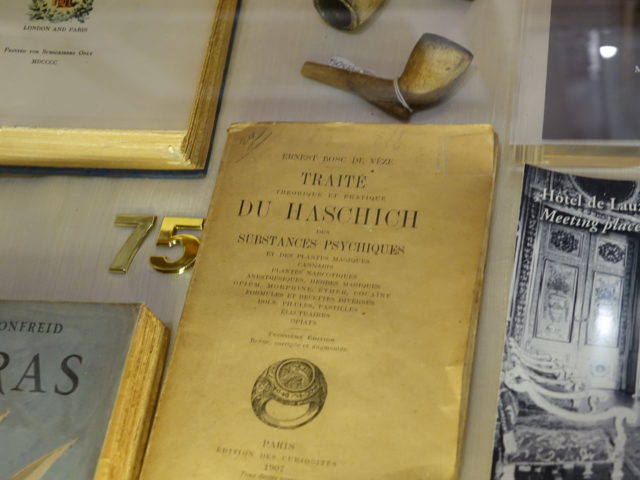 LONDON AND PARIS
PRINTED FOR SUBSCRIBERS ONLY
MDCCCC
ERNEST BOSC DE VÈZE
TRAITÉ
THÉORIQUE ET PRATIQUE
DU HASCHICH
DES
SUBSTANCES PSYCHIQUES
ET DES PLANTES MAGIQUES
CANNABIS
PLANTES NARCOTIQUES
ANESTHÉSIQUES, HERBES MAGIQUES
OPIUM, MORPHINE, ÉTHER, COCAÏNE
FORMULES ET RECETTES DIVERSES
BOLS, PILULES, PASTILLES
ÉLECTUAIRES
OPIATS
TROISIÈME ÉDITION
Revue, corrigée et augmentée
PARIS
ÉDITION DES CURIOSITÉS
1907
75
ONFREID
RAS
Hôtel de Lauz
Meeting place